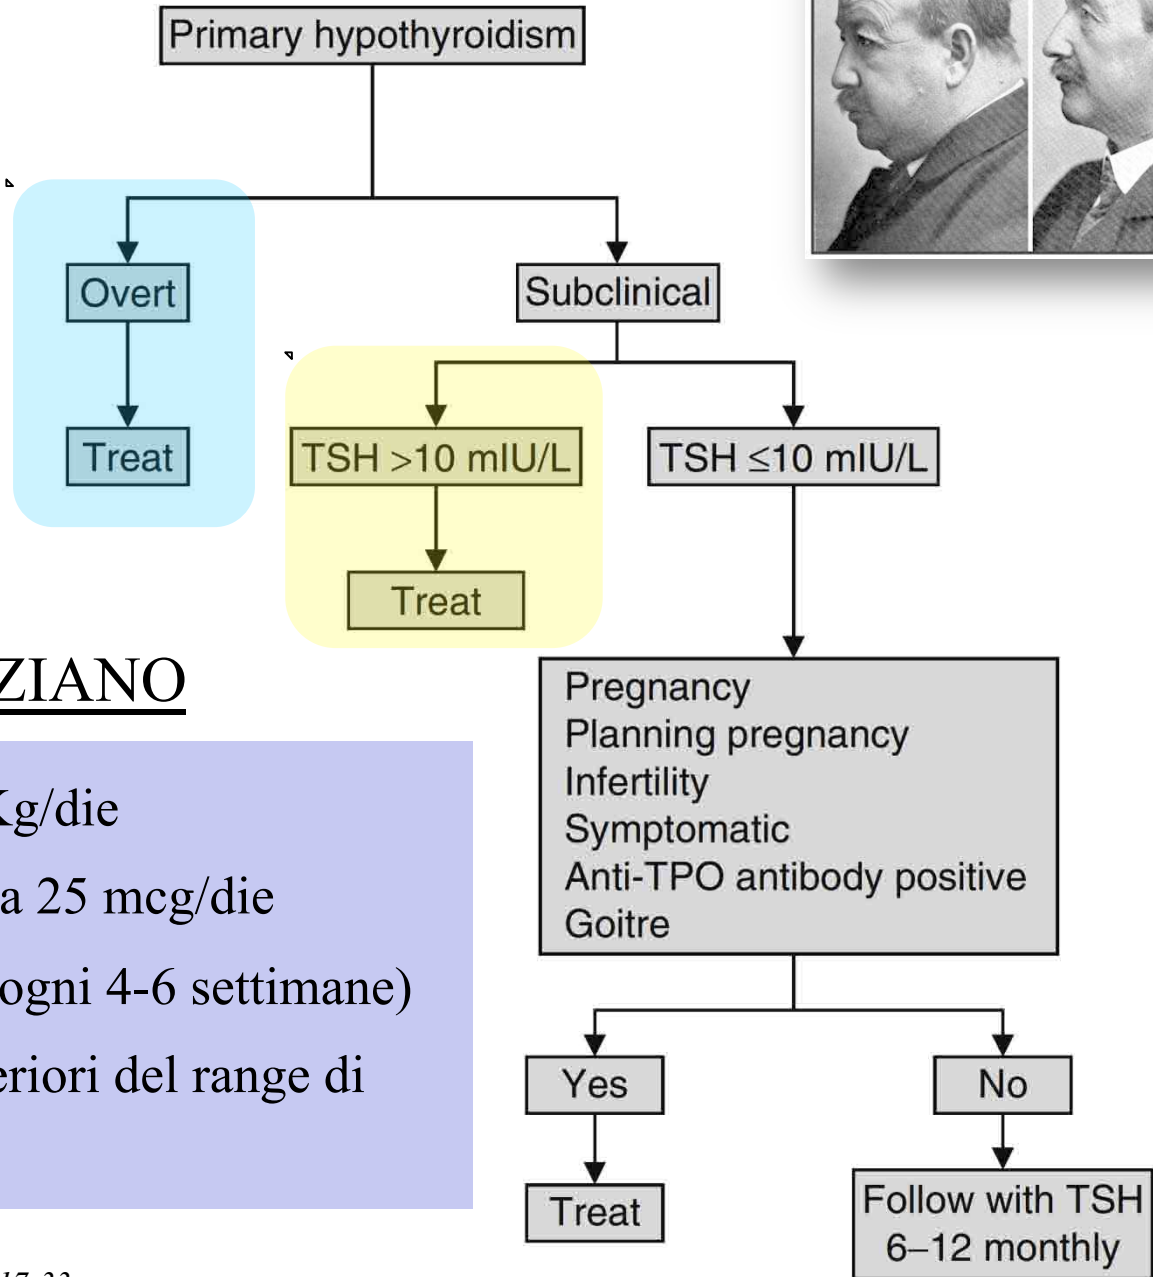 Primary hypothyroidism
Overt
Subclinical
Treat
TSH >10 mIU/L
TSH ≤10 mIU/L
Treat
ZIANO
Kg/die
a 25 mcg/die
ogni 4-6 settimane)
eriori del range di
Pregnancy
Planning pregnancy
Infertility
Symptomatic
Anti-TPO antibody positive
Goitre
Yes
No
Treat
Follow with TSH
6–12 monthly